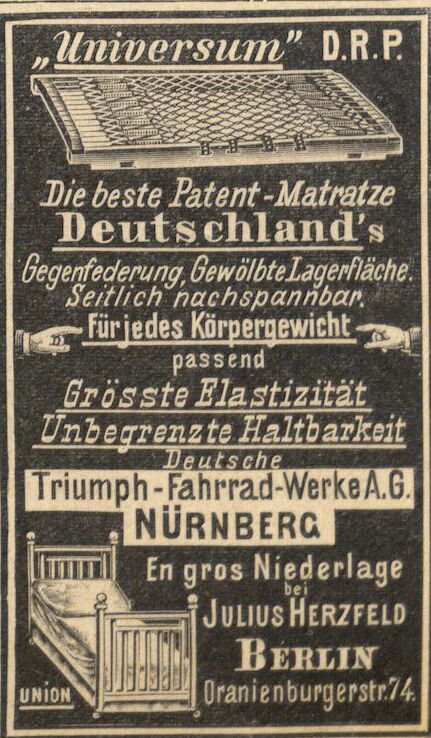 „Universum” D.R.P.
Die beste Patent-Matratze
Deutschland's
Gegenfederung, Gewölbte Lagerfläche.
Seitlich nachspannbar.
Für jedes Körpergewicht
passend
Grösste Elastizität
Unbegrenzte Haltbarkeit
Deutsche
Triumph-Fahrrad-Werke A.G.
NÜRNBERG
En gros Niederlage
bei
JULIUS HERZFELD
BERLIN
Oranienburgerstr. 74.
UNION